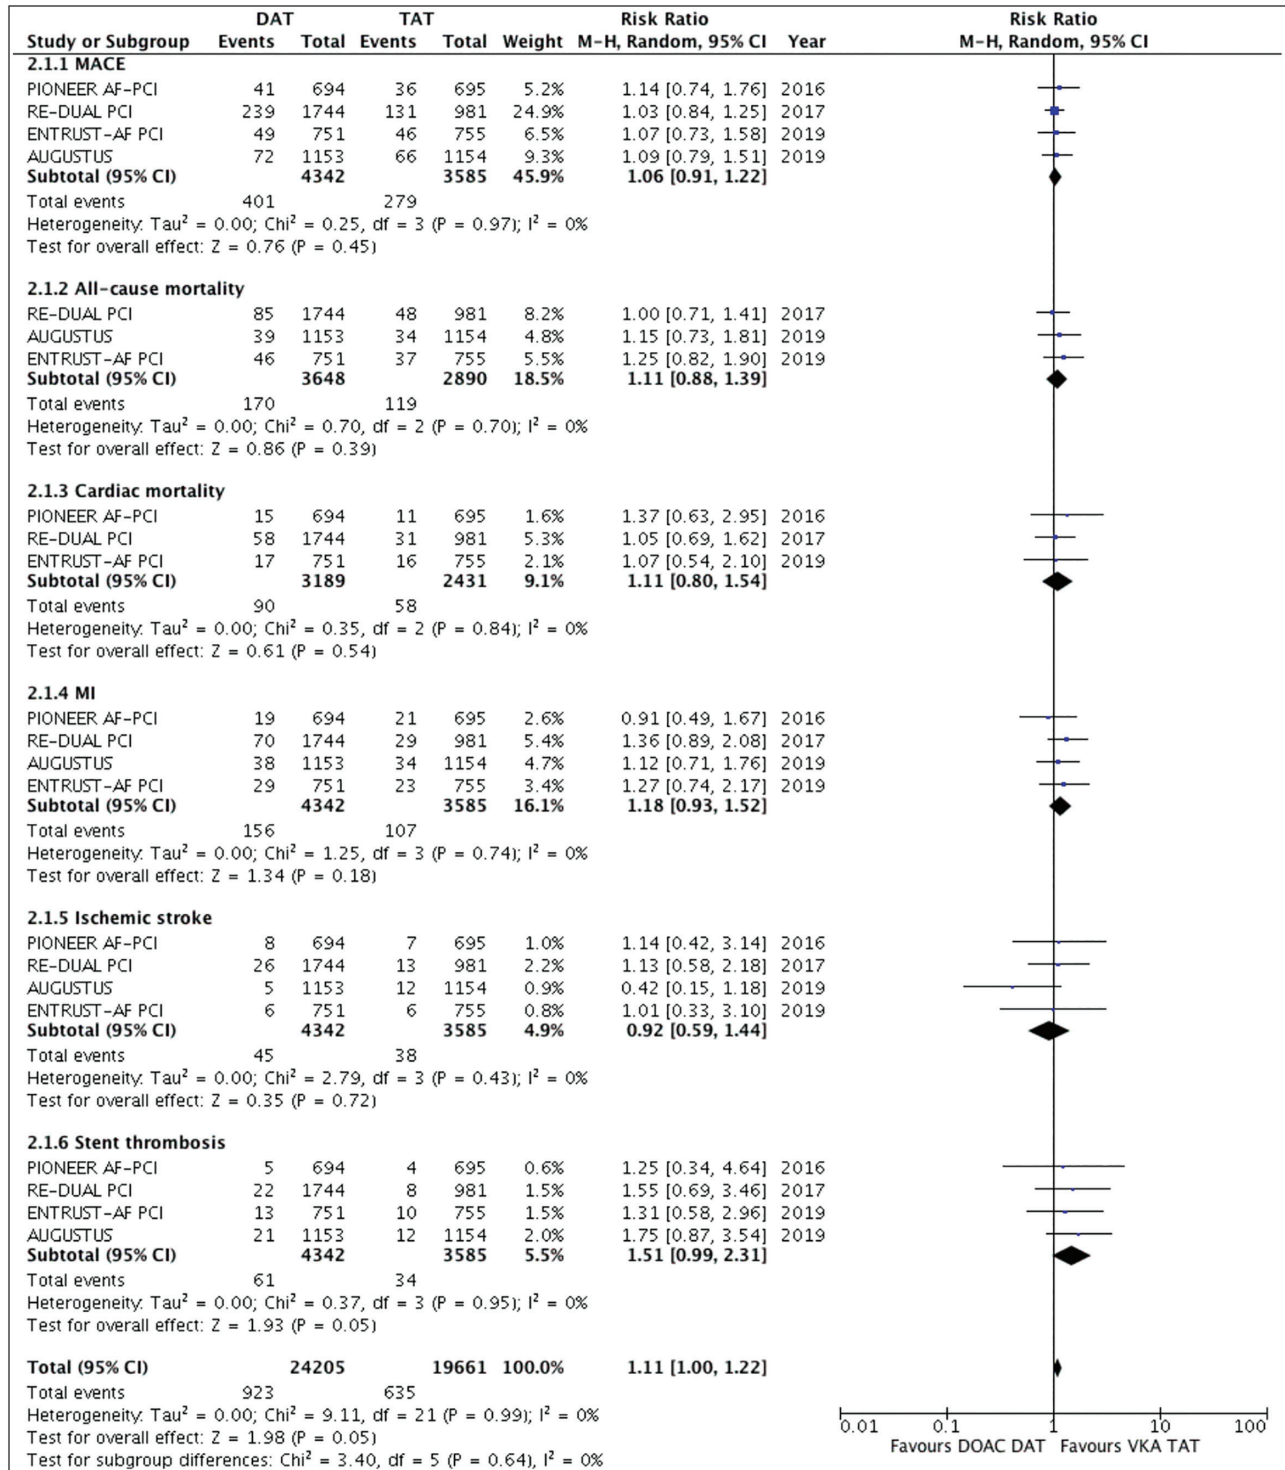 DAT TAT Risk Ratio Risk Ratio
Study or Subgroup Events Total Events Total Weight M-H, Random, 95% CI Year M-H, Random, 95% CI
2.1.1 MACE
PIONEER AF-PCI 41 694 36 695 5.2% 1.14 [0.74, 1.76] 2016
RE-DUAL PCI 239 1744 131 981 24.9% 1.03 [0.84, 1.25] 2017
ENTRUST-AF PCI 49 751 46 755 6.5% 1.07 [0.73, 1.58] 2019
AUGUSTUS 72 1153 66 1154 9.3% 1.09 [0.79, 1.51] 2019
Subtotal (95% CI) 4342 3585 45.9% 1.06 [0.91, 1.22]
Total events 401 279
Heterogeneity: Tau² = 0.00; Chi² = 0.25, df = 3 (P = 0.97); I² = 0%
Test for overall effect: Z = 0.76 (P = 0.45)
2.1.2 All-cause mortality
RE-DUAL PCI 85 1744 48 981 8.2% 1.00 [0.71, 1.41] 2017
AUGUSTUS 39 1153 34 1154 4.8% 1.15 [0.73, 1.81] 2019
ENTRUST-AF PCI 46 751 37 755 5.5% 1.25 [0.82, 1.90] 2019
Subtotal (95% CI) 3648 2890 18.5% 1.11 [0.88, 1.39]
Total events 170 119
Heterogeneity: Tau² = 0.00; Chi² = 0.70, df = 2 (P = 0.70); I² = 0%
Test for overall effect: Z = 0.86 (P = 0.39)
2.1.3 Cardiac mortality
PIONEER AF-PCI 15 694 11 695 1.6% 1.37 [0.63, 2.95] 2016
RE-DUAL PCI 58 1744 31 981 5.3% 1.05 [0.69, 1.62] 2017
ENTRUST-AF PCI 17 751 16 755 2.1% 1.07 [0.54, 2.10] 2019
Subtotal (95% CI) 3189 2431 9.1% 1.11 [0.80, 1.54]
Total events 90 58
Heterogeneity: Tau² = 0.00; Chi² = 0.35, df = 2 (P = 0.84); I² = 0%
Test for overall effect: Z = 0.61 (P = 0.54)
2.1.4 MI
PIONEER AF-PCI 19 694 21 695 2.6% 0.91 [0.49, 1.67] 2016
RE-DUAL PCI 70 1744 29 981 5.4% 1.36 [0.89, 2.08] 2017
AUGUSTUS 38 1153 34 1154 4.7% 1.12 [0.71, 1.76] 2019
ENTRUST-AF PCI 29 751 23 755 3.4% 1.27 [0.74, 2.17] 2019
Subtotal (95% CI) 4342 3585 16.1% 1.18 [0.93, 1.52]
Total events 156 107
Heterogeneity: Tau² = 0.00; Chi² = 1.25, df = 3 (P = 0.74); I² = 0%
Test for overall effect: Z = 1.34 (P = 0.18)
2.1.5 Ischemic stroke
PIONEER AF-PCI 8 694 7 695 1.0% 1.14 [0.42, 3.14] 2016
RE-DUAL PCI 26 1744 13 981 2.2% 1.13 [0.58, 2.18] 2017
AUGUSTUS 5 1153 12 1154 0.9% 0.42 [0.15, 1.18] 2019
ENTRUST-AF PCI 6 751 6 755 0.8% 1.01 [0.33, 3.10] 2019
Subtotal (95% CI) 4342 3585 4.9% 0.92 [0.59, 1.44]
Total events 45 38
Heterogeneity: Tau² = 0.00; Chi² = 2.79, df = 3 (P = 0.43); I² = 0%
Test for overall effect: Z = 0.35 (P = 0.72)
2.1.6 Stent thrombosis
PIONEER AF-PCI 5 694 4 695 0.6% 1.25 [0.34, 4.64] 2016
RE-DUAL PCI 22 1744 8 981 1.5% 1.55 [0.69, 3.46] 2017
ENTRUST-AF PCI 13 751 10 755 1.5% 1.31 [0.58, 2.96] 2019
AUGUSTUS 21 1153 12 1154 2.0% 1.75 [0.87, 3.54] 2019
Subtotal (95% CI) 4342 3585 5.5% 1.51 [0.99, 2.31]
Total events 61 34
Heterogeneity: Tau² = 0.00; Chi² = 0.37, df = 3 (P = 0.95); I² = 0%
Test for overall effect: Z = 1.93 (P = 0.05)
Total (95% CI) 24205 19661 100.0% 1.11 [1.00, 1.22]
Total events 923 635
Heterogeneity: Tau² = 0.00; Chi² = 9.11, df = 21 (P = 0.99); I² = 0%
Test for overall effect: Z = 1.98 (P = 0.05)
Test for subgroup differences: Chi² = 3.40, df = 5 (P = 0.64), I² = 0%
0.01 0.1 1 10 100
Favours DOAC DAT Favours VKA TAT